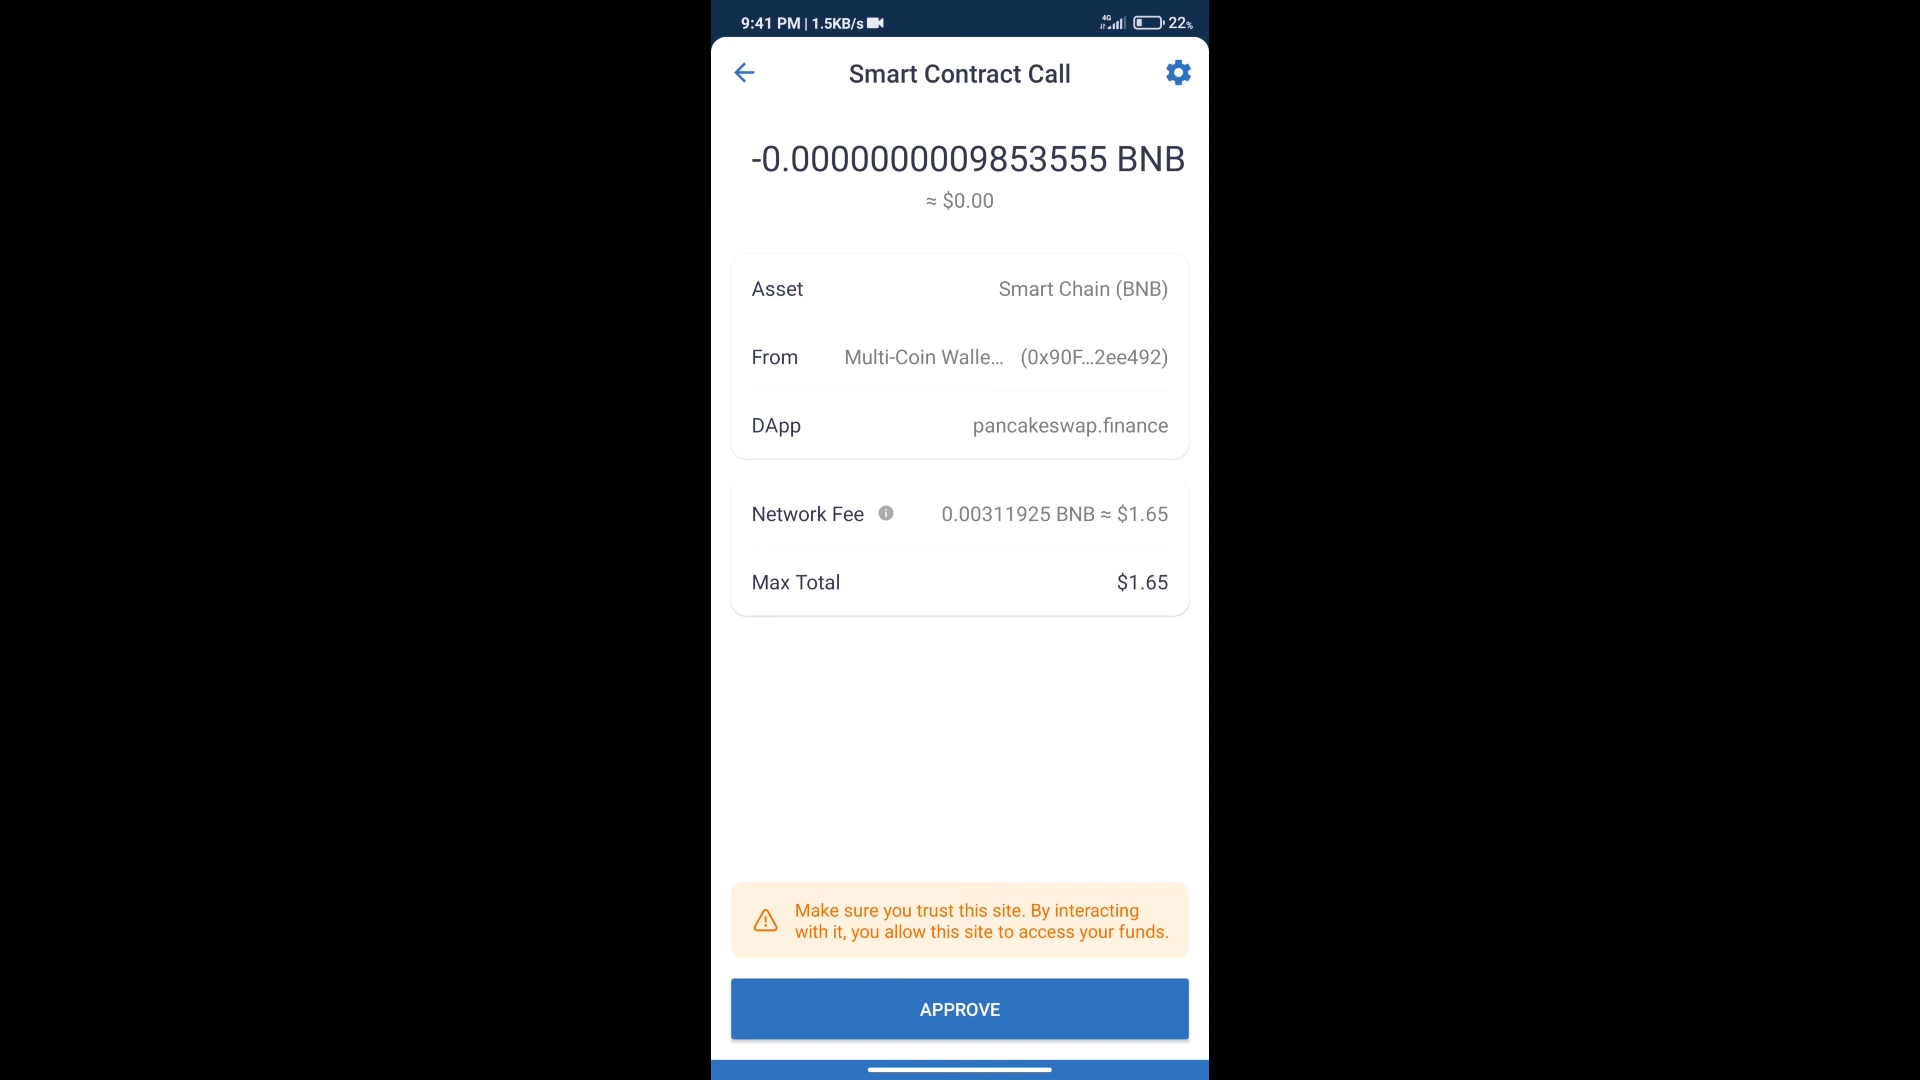 9:41 PM | 1.5KB/s 4G 22%
Smart Contract Call
-0.0000000009853555 BNB
≈ $0.00
Asset Smart Chain (BNB)
From Multi-Coin Walle... (0x90F...2ee492)
DApp pancakeswap.finance
Network Fee 0.00311925 BNB ≈ $1.65
Max Total $1.65
Make sure you trust this site. By interacting
with it, you allow this site to access your funds.
APPROVE